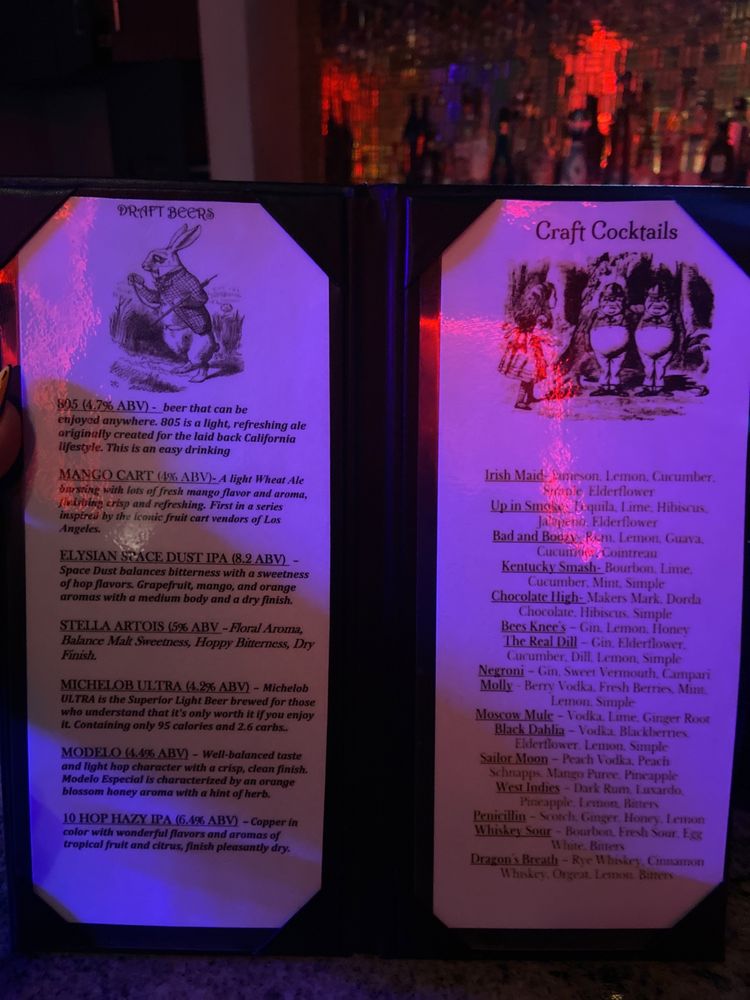 DRAFT BEERS
805 (4.7% ABV) - beer that can be
enjoyed anywhere. 805 is a light, refreshing ale
originally created for the laid back California
lifestyle. This is an easy drinking
MANGO CART (4% ABV)- A light Wheat Ale
bursting with lots of fresh mango flavor and aroma,
finishing crisp and refreshing. First in a series
inspired by the iconic fruit cart vendors of Los
Angeles.
ELYSIAN SPACE DUST IPA (8.2 ABV) –
Space Dust balances bitterness with a sweetness
of hop flavors. Grapefruit, mango, and orange
aromas with a medium body and a dry finish.
STELLA ARTOIS (5% ABV – Floral Aroma,
Balance Malt Sweetness, Hoppy Bitterness, Dry
Finish.
MICHELOB ULTRA (4.2% ABV) – Michelob
ULTRA is the Superior Light Beer brewed for those
who understand that it's only worth it if you enjoy
it. Containing only 95 calories and 2.6 carbs..
MODELO (4.4% ABV) – Well-balanced taste
and light hop character with a crisp, clean finish.
Modelo Especial is characterized by an orange
blossom honey aroma with a hint of herb.
10 HOP HAZY IPA (6.4% ABV) – Copper in
color with wonderful flavors and aromas of
tropical fruit and citrus, finish pleasantly dry.
Craft Cocktails
Irish Maid- Jameson, Lemon, Cucumber,
Simple, Elderflower
Up in Smoke- Tequila, Lime, Hibiscus,
Jalapeno, Elderflower
Bad and Boozy- Rum, Lemon, Guava,
Cucumber, Cointreau
Kentucky Smash- Bourbon, Lime,
Cucumber, Mint, Simple
Chocolate High- Makers Mark, Dorda
Chocolate, Hibiscus, Simple
Bees Knee's – Gin, Lemon, Honey
The Real Dill – Gin, Elderflower,
Cucumber, Dill, Lemon, Simple
Negroni – Gin, Sweet Vermouth, Campari
Molly - Berry Vodka, Fresh Berries, Mint,
Lemon, Simple
Moscow Mule – Vodka, Lime, Ginger Root
Black Dahlia – Vodka, Blackberries,
Elderflower, Lemon, Simple
Sailor Moon – Peach Vodka, Peach
Schnapps, Mango Puree, Pineapple
West Indies – Dark Rum, Luxardo,
Pineapple, Lemon, Bitters
Penicillin – Scotch, Ginger, Honey, Lemon
Whiskey Sour – Bourbon, Fresh Sour, Egg
White, Bitters
Dragon's Breath – Rye Whiskey, Cinnamon
Whiskey, Orgeat, Lemon, Bitters